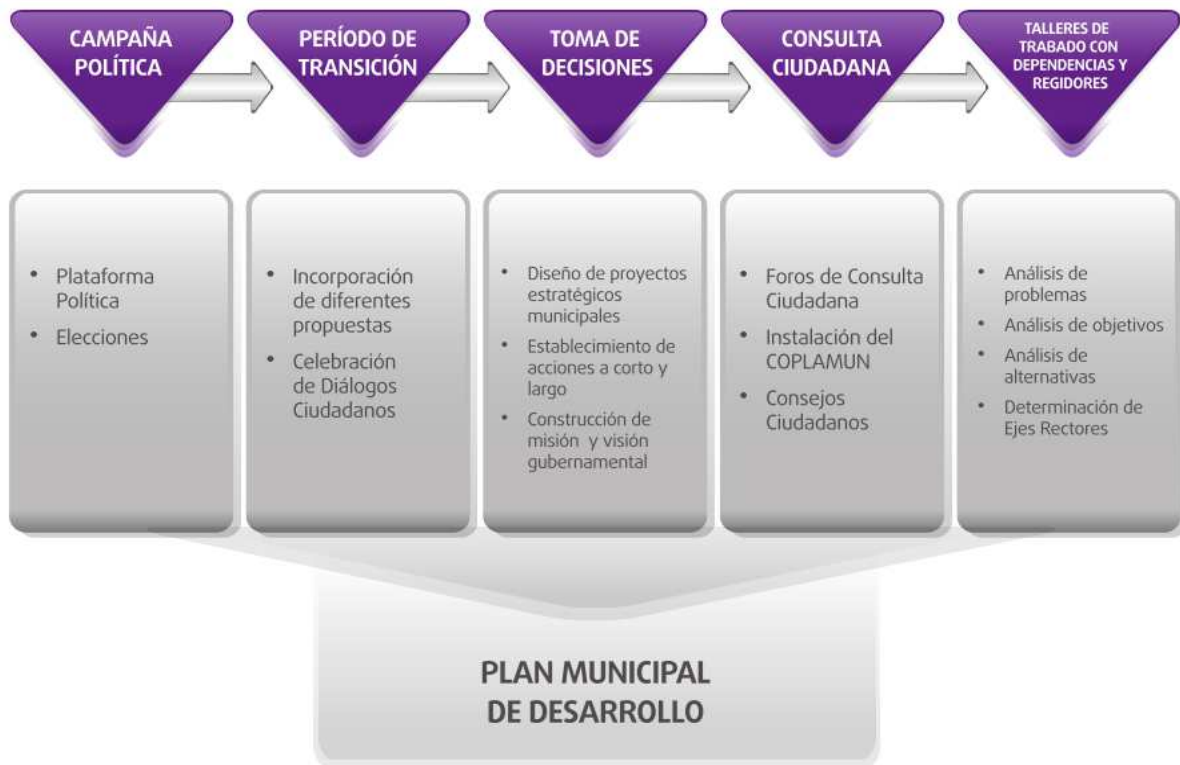 CAMPAÑA
POLÍTICA
PERÍODO DE
TRANSICIÓN
TOMA DE
DECISIONES
CONSULTA
CIUDADANA
TALLERES DE
TRABADO CON
DEPENDENCIAS Y
REGIDORES
• Plataforma
Política
• Elecciones
• Incorporación
de diferentes
propuestas
• Celebración
de Diálogos
Ciudadanos
• Diseño de proyectos
estratégicos
municipales
• Establecimiento de
acciones a corto y
largo
• Construcción de
misión y visión
gubernamental
• Foros de Consulta
Ciudadana
• Instalación del
COPLAMUN
• Consejos
Ciudadanos
• Análisis de
problemas
• Análisis de objetivos
• Análisis de
alternativas
• Determinación de
Ejes Rectores
PLAN MUNICIPAL
DE DESARROLLO